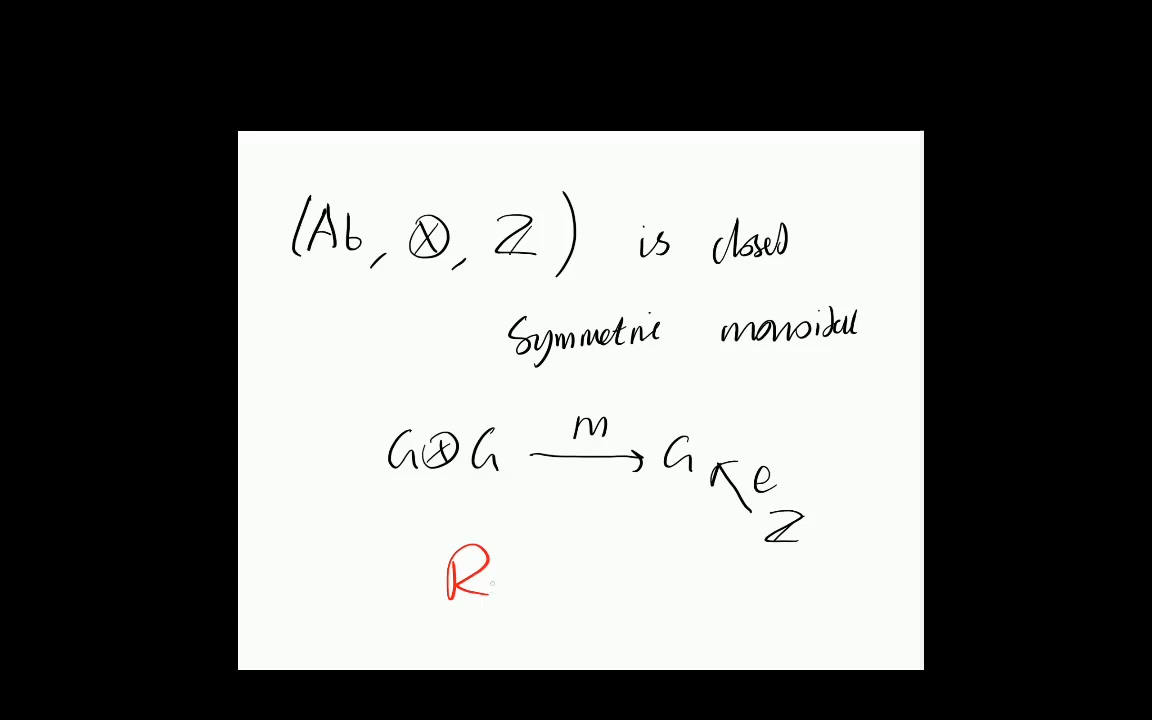 (Ab, ⊗, ℤ) is closed
symmetric monoidal
G⊗G —m→ G ↖ e
ℤ
R